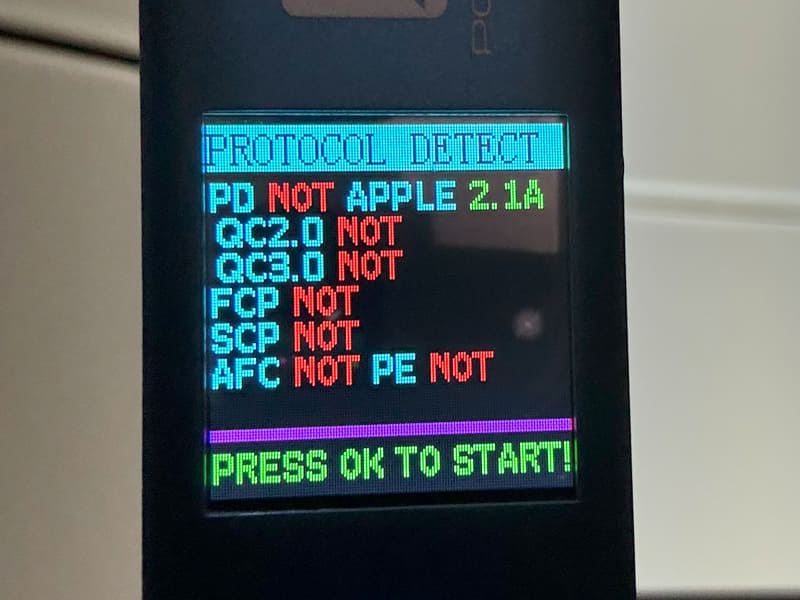 PROTOCOL DETECT
PD NOT APPLE 2.1A
QC2.0 NOT
QC3.0 NOT
FCP NOT
SCP NOT
AFC NOT PE NOT
PRESS OK TO START!